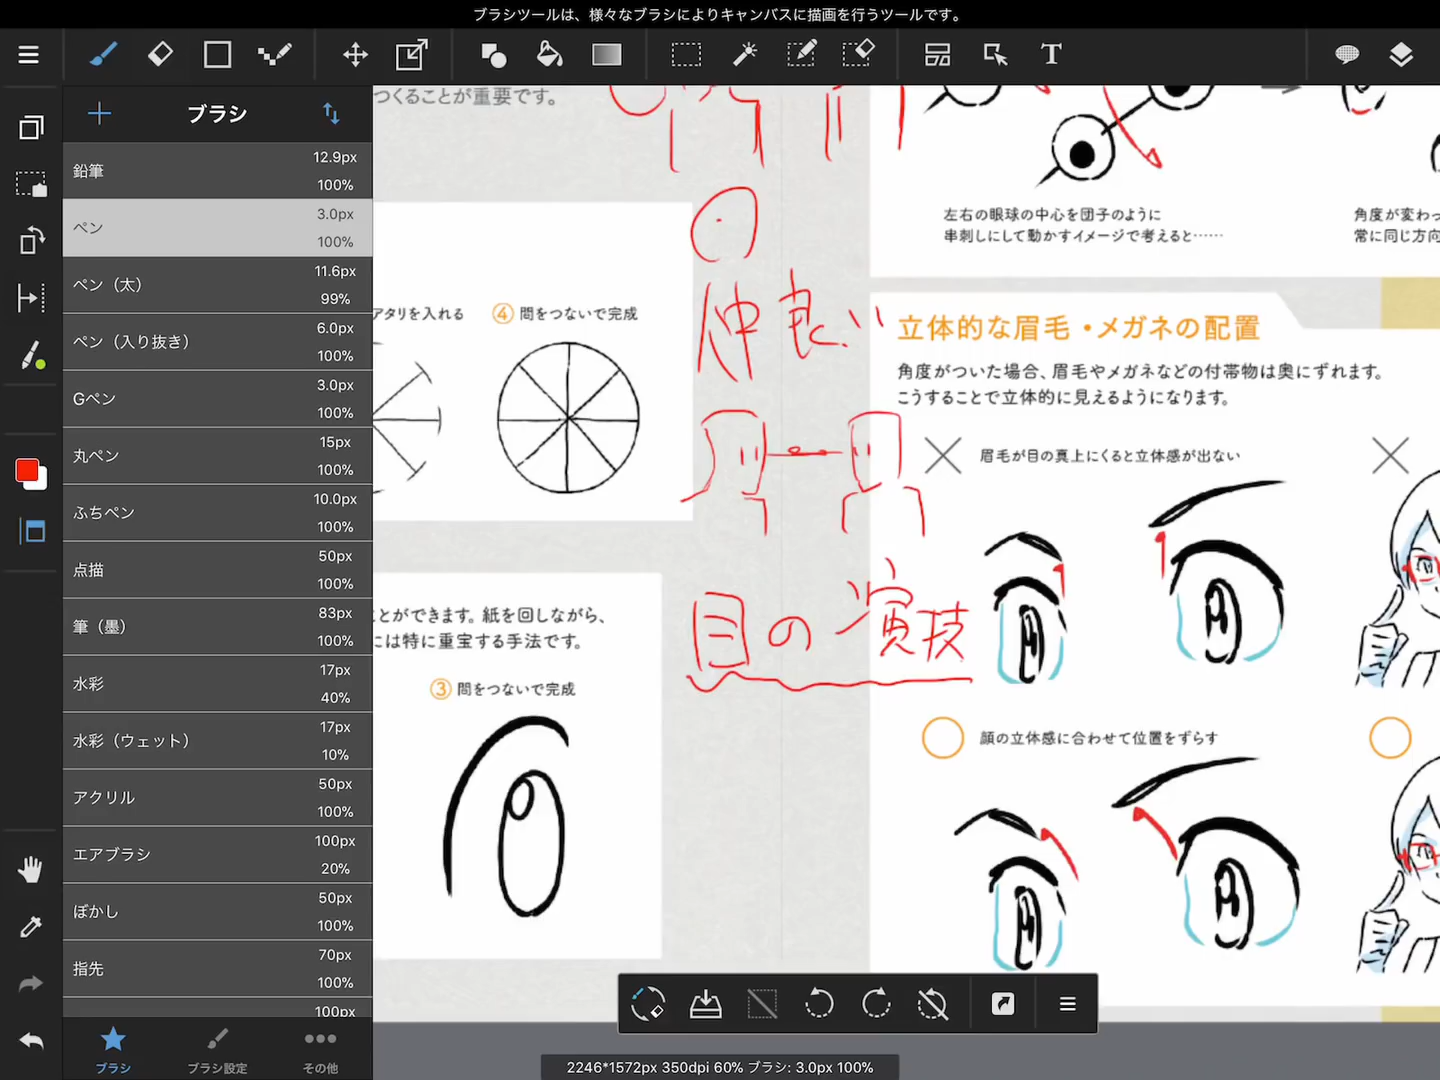 ブラシツールは、様々なブラシによりキャンバスに描画を行うツールです。
T
ブラシ
鉛筆
12.9px
100%
ペン
3.0px
100%
ペン（太）
11.6px
99%
ペン（入り抜き）
6.0px
100%
Gペン
3.0px
100%
丸ペン
15px
100%
ふちペン
10.0px
100%
点描
50px
100%
筆（墨）
83px
100%
水彩
17px
40%
水彩（ウェット）
17px
10%
アクリル
50px
100%
エアブラシ
100px
20%
ぼかし
50px
100%
指先
70px
100%
100px
ブラシ
ブラシ設定
その他
つくることが重要です。
アタリを入れる
④ 間をつないで完成
とができます。紙を回しながら、
には特に重宝する手法です。
③ 間をつないで完成
仲良い
目の演技
左右の眼球の中心を団子のように
串刺しにして動かすイメージで考えると……
角度が変わっ
常に同じ方向
立体的な眉毛・メガネの配置
角度がついた場合、眉毛やメガネなどの付帯物は奥にずれます。
こうすることで立体的に見えるようになります。
眉毛が目の真上にくると立体感が出ない
顔の立体感に合わせて位置をずらす
2246*1572px 350dpi 60% ブラシ: 3.0px 100%